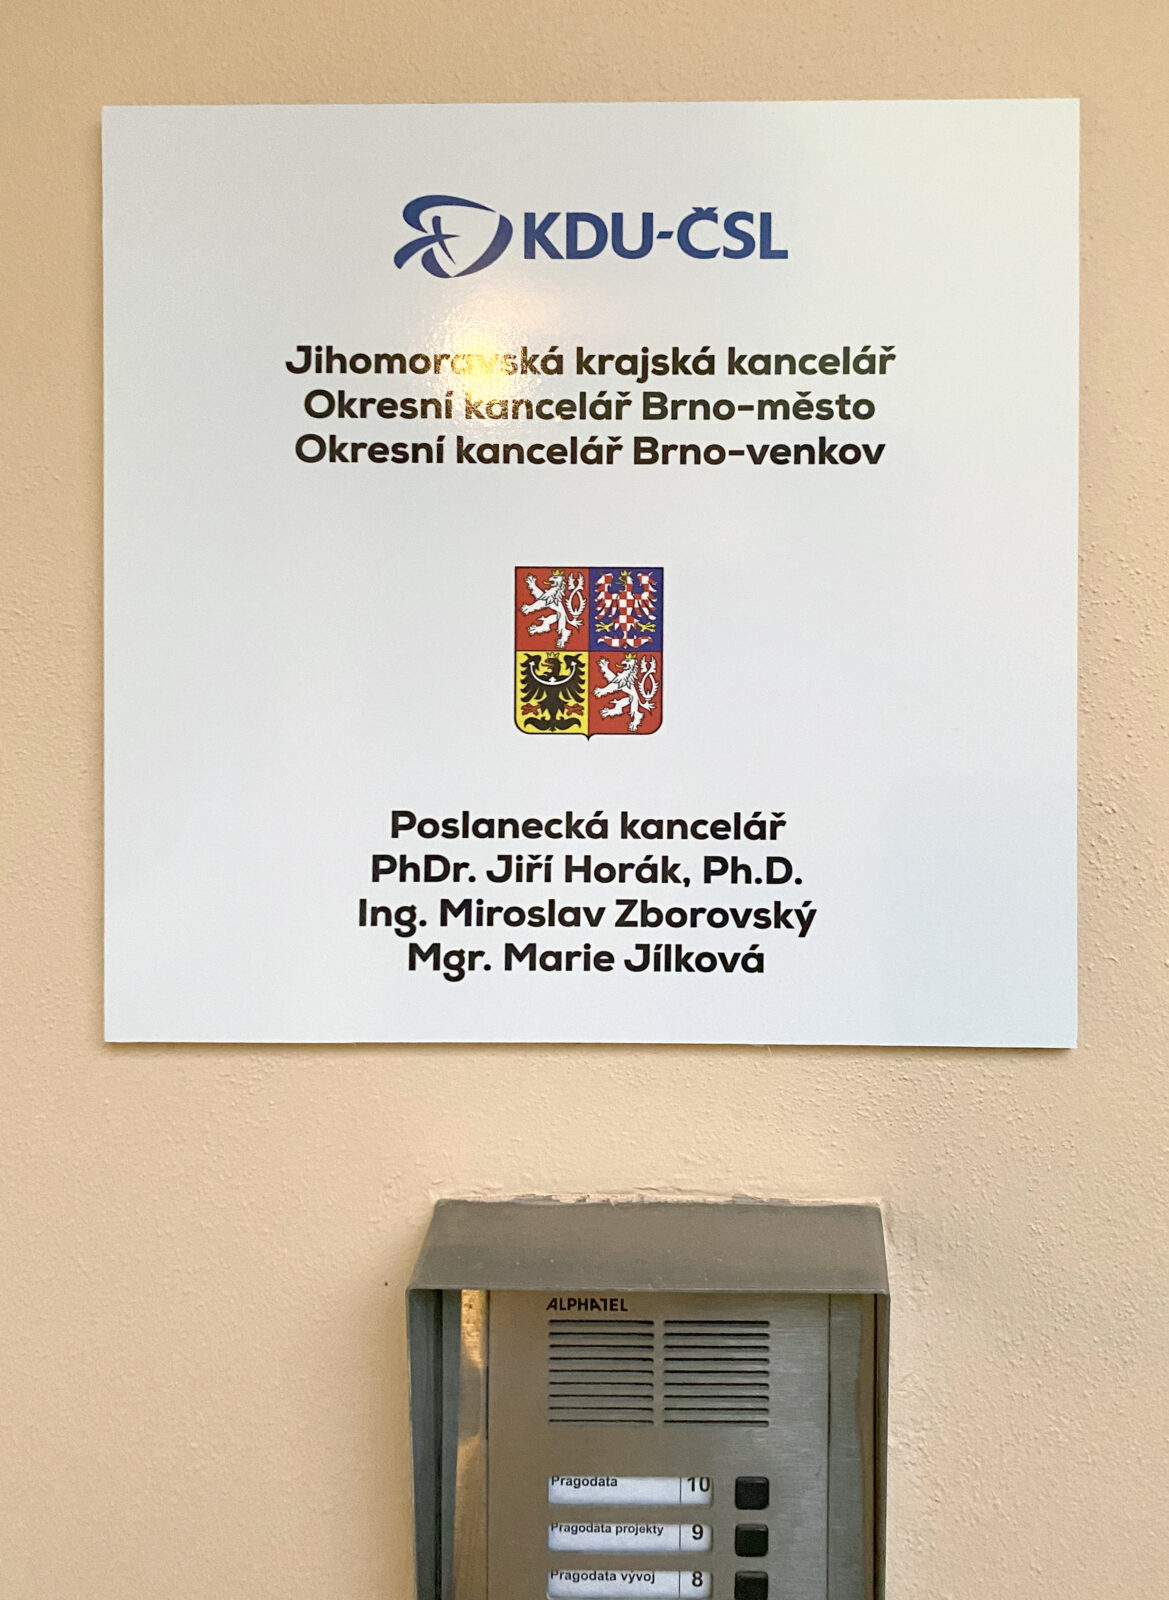 KDU-ČSL
Jihomoravská krajská kancelář
Okresní kancelář Brno-město
Okresní kancelář Brno-venkov
Poslanecká kancelář
PhDr. Jiří Horák, Ph.D.
Ing. Miroslav Zborovský
Mgr. Marie Jílková
ALPHATEL
Pragodata 10
Pragodata projekty 9
Pragodata vývoj 8